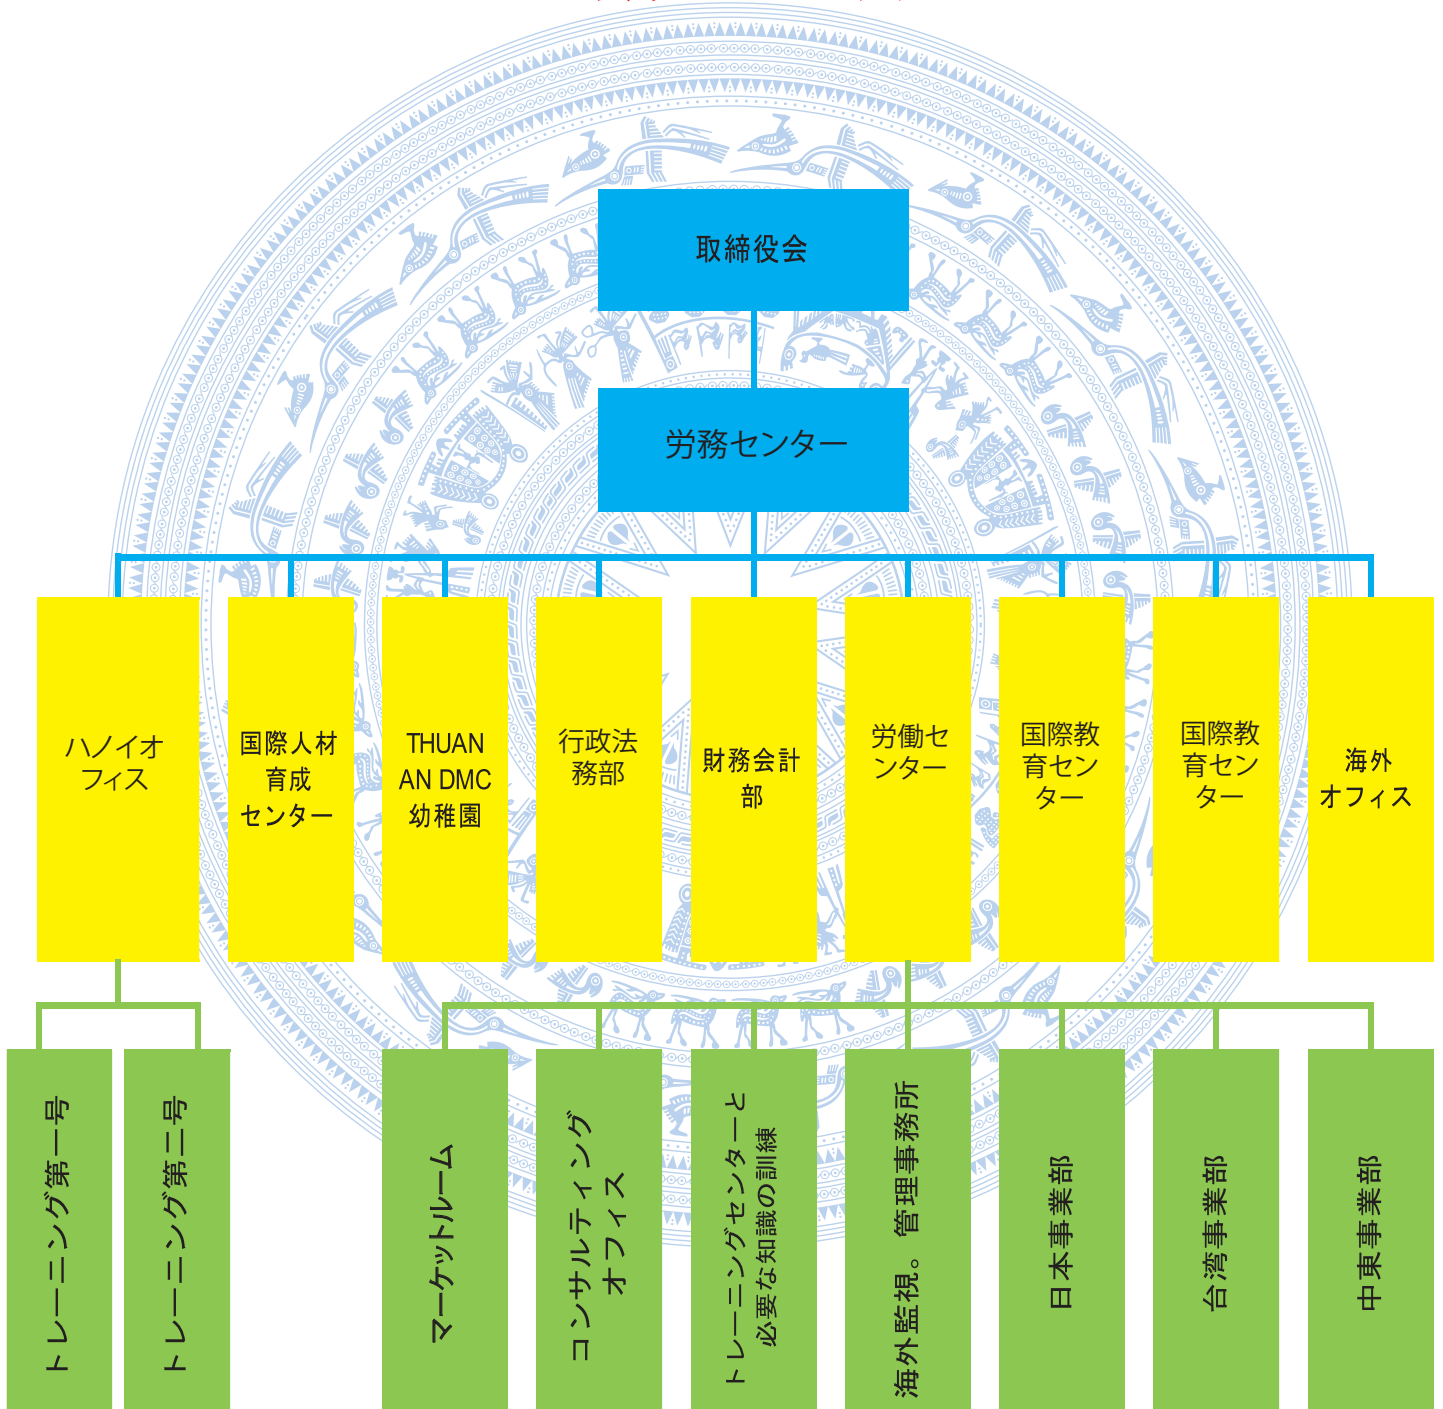 取締役会
労務センター
ハノイオ
フィス
国際人材
育成
センター
THUAN
AN DMC
幼稚園
行政法
務部
財務会計
部
労働セ
ンター
国際教
育セン
ター
国際教
育セン
ター
海外
オフィス
トレーニング第一号
トレーニング第二号
マーケットルーム
コンサルティング
オフィス
トレーニングセンターと
必要な知識の訓練
海外監視。管理事務所
日本事業部
台湾事業部
中東事業部